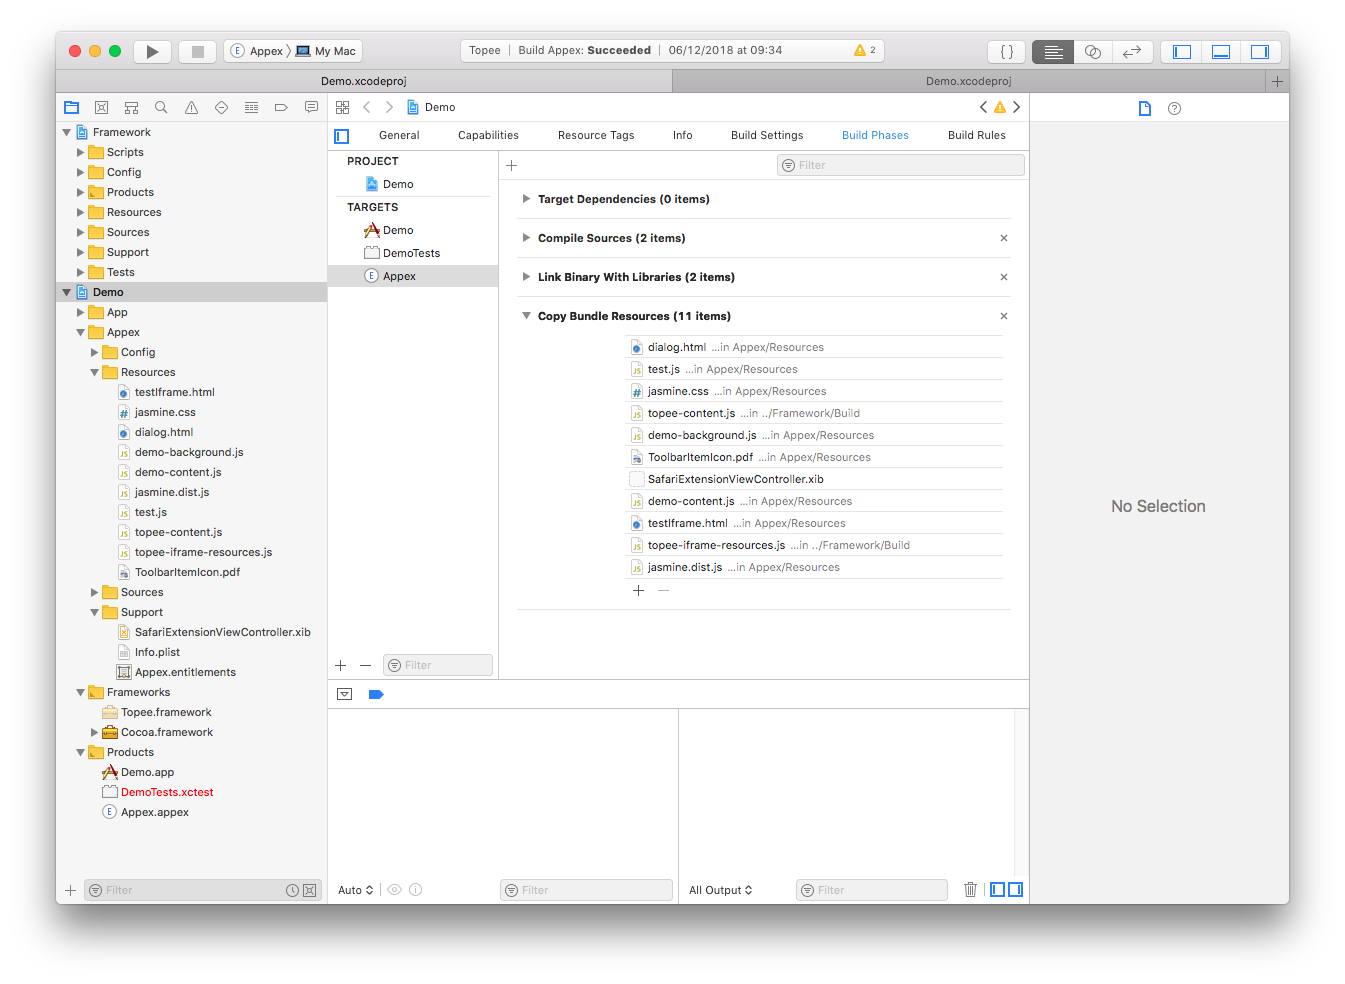 Appex My Mac
Topee | Build Appex: Succeeded | 06/12/2018 at 09:34 2
Demo.xcodeproj
Demo.xcodeproj
Framework
Scripts
Config
Products
Resources
Sources
Support
Tests
Demo
App
Appex
Config
Resources
testIframe.html
jasmine.css
dialog.html
demo-background.js
demo-content.js
jasmine.dist.js
test.js
topee-content.js
topee-iframe-resources.js
ToolbarItemIcon.pdf
Sources
Support
SafariExtensionViewController.xib
Info.plist
Appex.entitlements
Frameworks
Topee.framework
Cocoa.framework
Products
Demo.app
DemoTests.xctest
Appex.appex
Filter
Demo
General Capabilities Resource Tags Info Build Settings Build Phases Build Rules
PROJECT
Demo
TARGETS
Demo
DemoTests
Appex
Filter
Filter
Target Dependencies (0 items)
Compile Sources (2 items)
Link Binary With Libraries (2 items)
Copy Bundle Resources (11 items)
dialog.html ...in Appex/Resources
test.js ...in Appex/Resources
jasmine.css ...in Appex/Resources
topee-content.js ...in ../Framework/Build
demo-background.js ...in Appex/Resources
ToolbarItemIcon.pdf ...in Appex/Resources
SafariExtensionViewController.xib
demo-content.js ...in Appex/Resources
testIframe.html ...in Appex/Resources
topee-iframe-resources.js ...in ../Framework/Build
jasmine.dist.js ...in Appex/Resources
Auto
Filter
All Output
Filter
No Selection